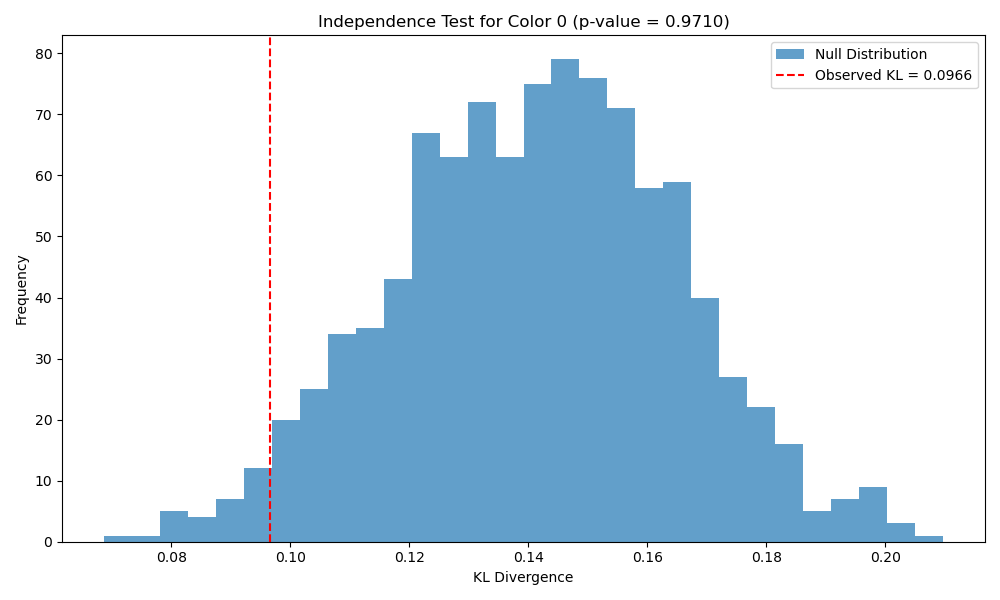 Independence Test for Color 0 (p-value = 0.9710)
Null Distribution
Observed KL = 0.0966
Frequency
80
70
60
50
40
30
20
10
0
0.08 0.10 0.12 0.14 0.16 0.18 0.20
KL Divergence